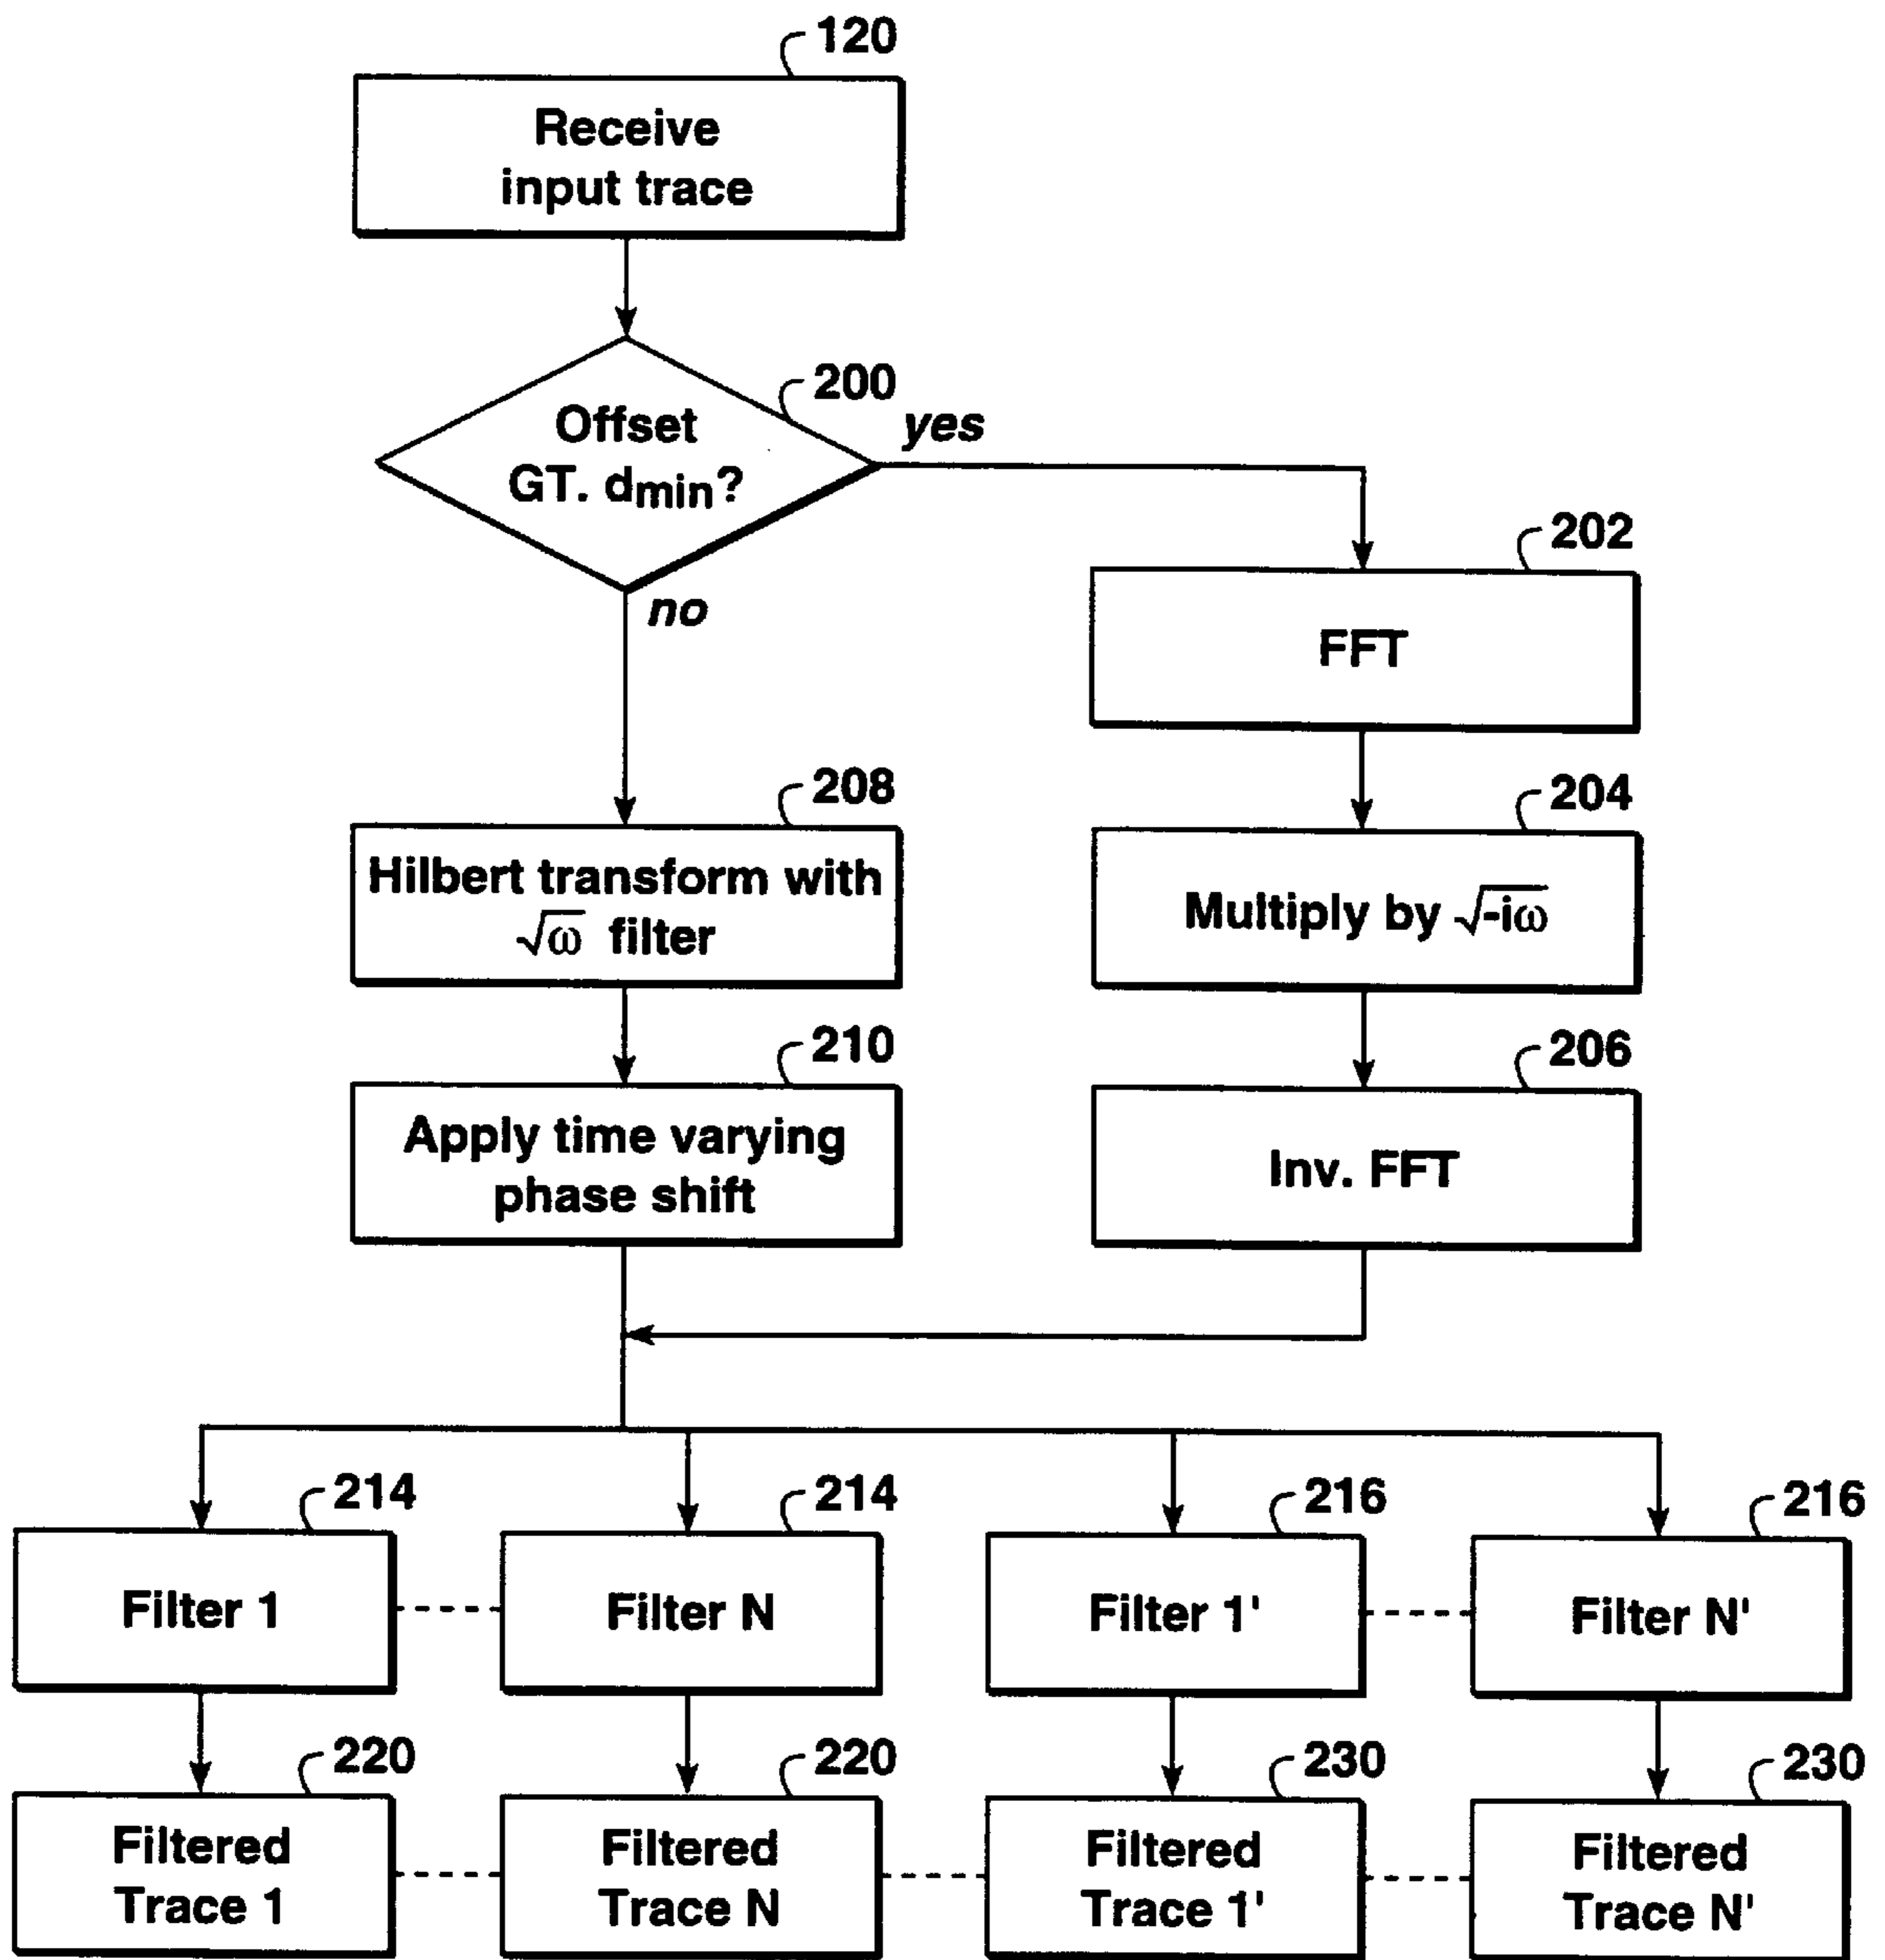 120
Receive
input trace
200
Offset
GT. dmin?
yes
no
202
FFT
208
Hilbert transform with
√ω filter
204
Multiply by √-iω
210
Apply time varying
phase shift
206
Inv. FFT
214
Filter 1
214
Filter N
216
Filter 1'
216
Filter N'
220
Filtered
Trace 1
220
Filtered
Trace N
230
Filtered
Trace 1'
230
Filtered
Trace N'